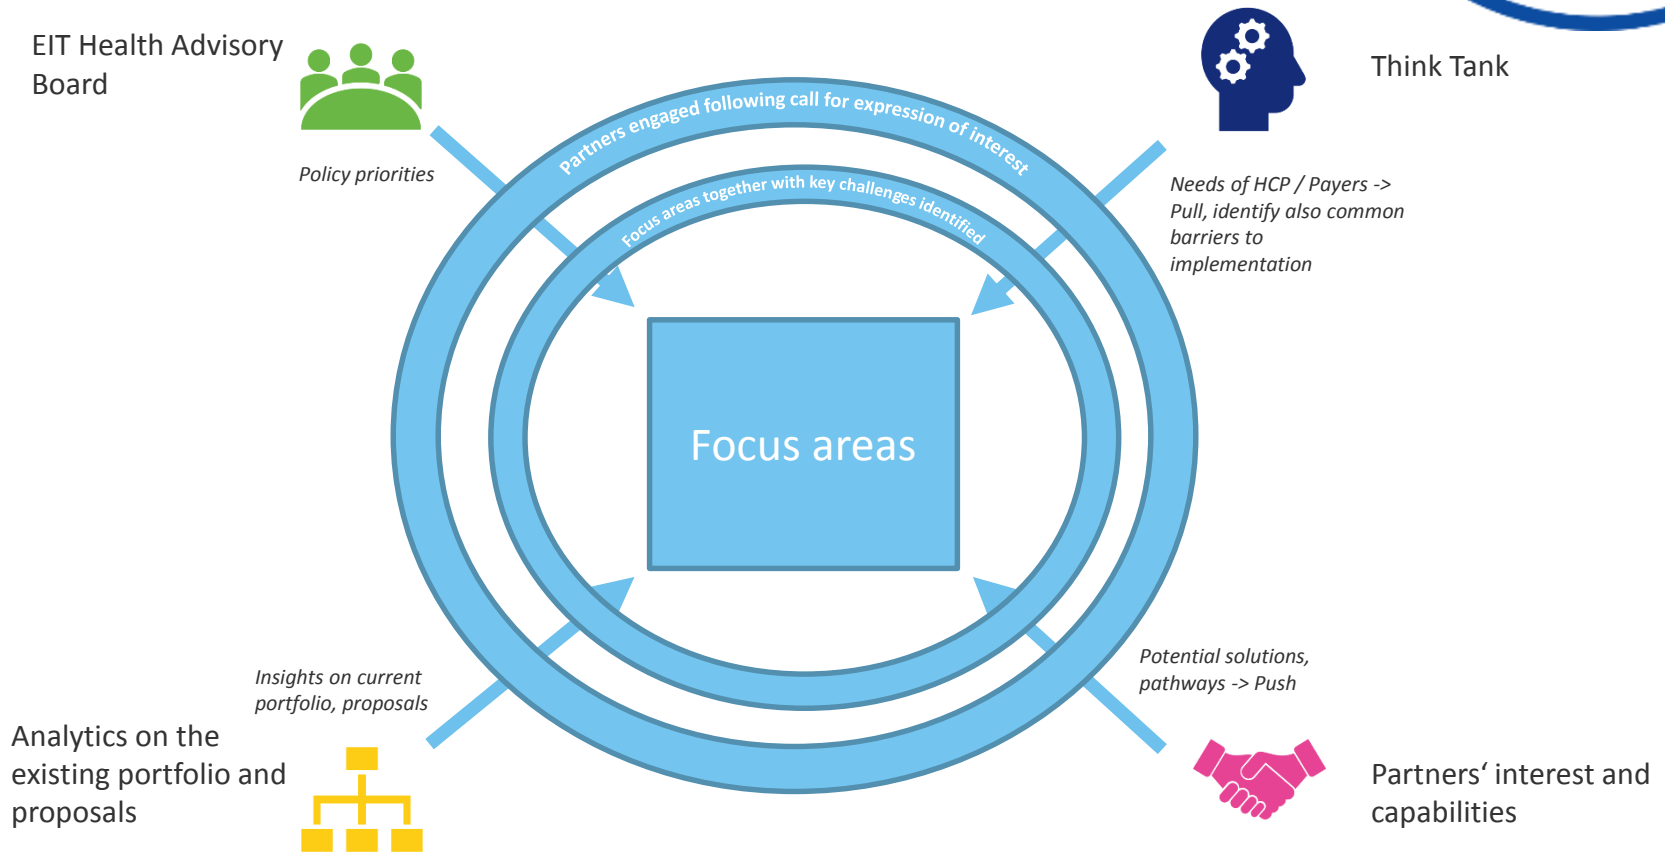 EIT Health Advisory
Board
Think Tank
Partners engaged following call for expression of interest
Policy priorities
Focus areas together with key challenges identified
Needs of HCP / Payers ->
Pull, identify also common
barriers to
implementation
Focus areas
Insights on current
portfolio, proposals
Potential solutions,
pathways -> Push
Analytics on the
existing portfolio and
proposals
Partners‘ interest and
capabilities